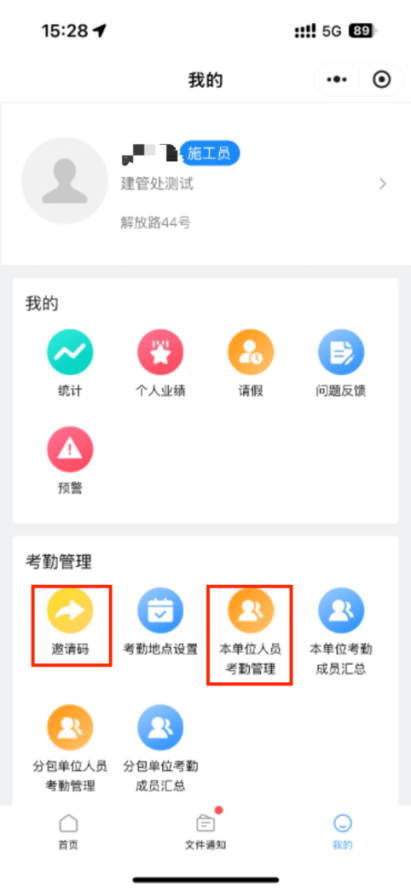 15:28
5G 89
我的
施工员
建管处测试
解放路44号
我的
统计
个人业绩
请假
问题反馈
预警
考勤管理
邀请码
考勤地点设置
本单位人员
考勤管理
本单位考勤
成员汇总
分包单位人员
考勤管理
分包单位考勤
成员汇总
首页
文件通知
我的